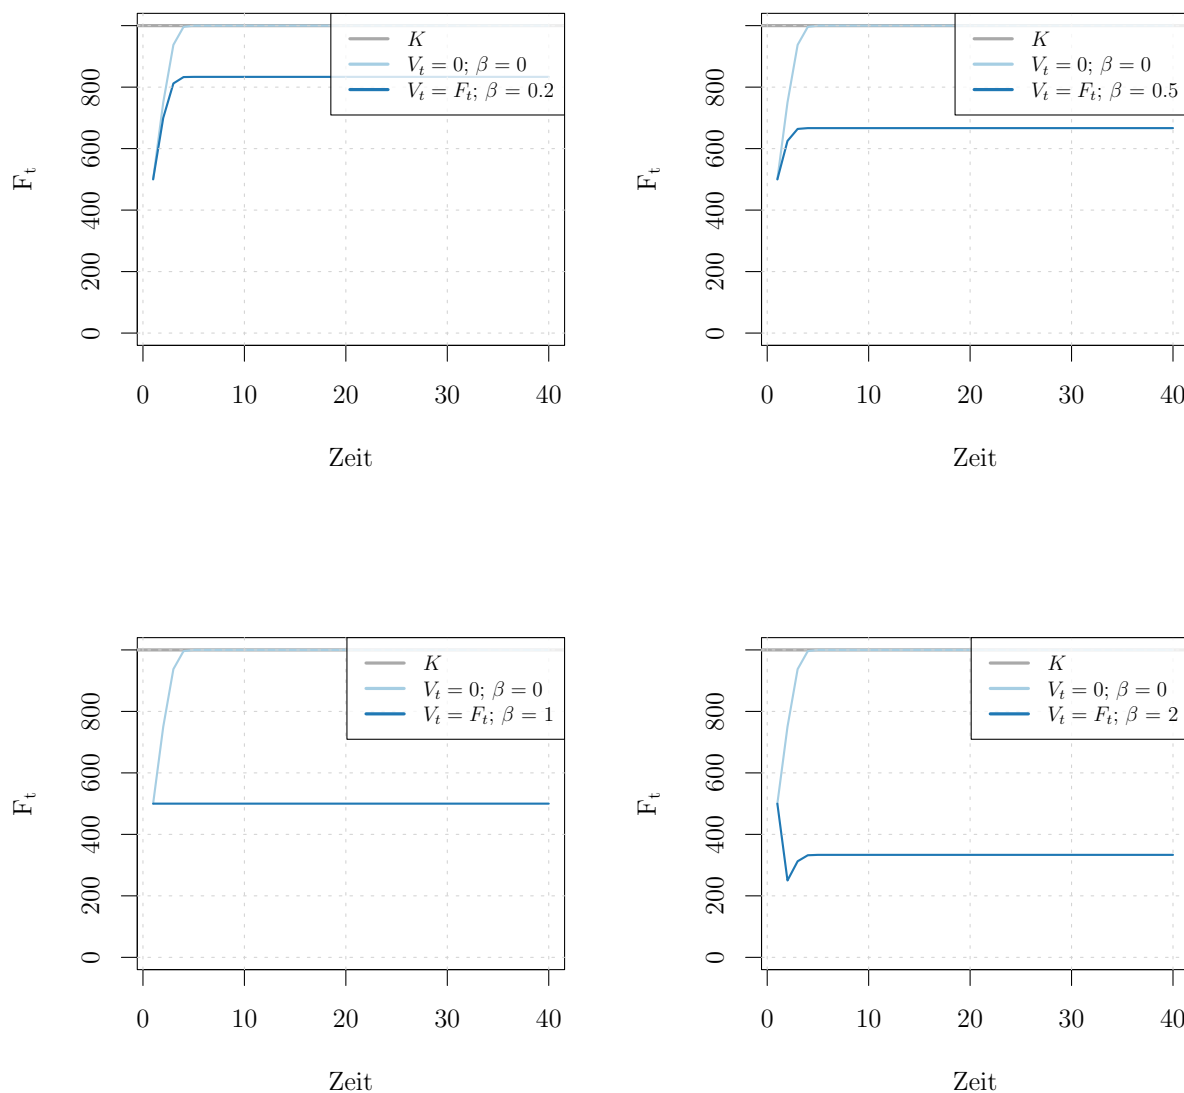 K
V_t = 0; β = 0
V_t = F_t; β = 0.2
F_t
0
200
400
600
800
0 10 20 30 40
Zeit
K
V_t = 0; β = 0
V_t = F_t; β = 0.5
F_t
0
200
400
600
800
0 10 20 30 40
Zeit
K
V_t = 0; β = 0
V_t = F_t; β = 1
F_t
0
200
400
600
800
0 10 20 30 40
Zeit
K
V_t = 0; β = 0
V_t = F_t; β = 2
F_t
0
200
400
600
800
0 10 20 30 40
Zeit